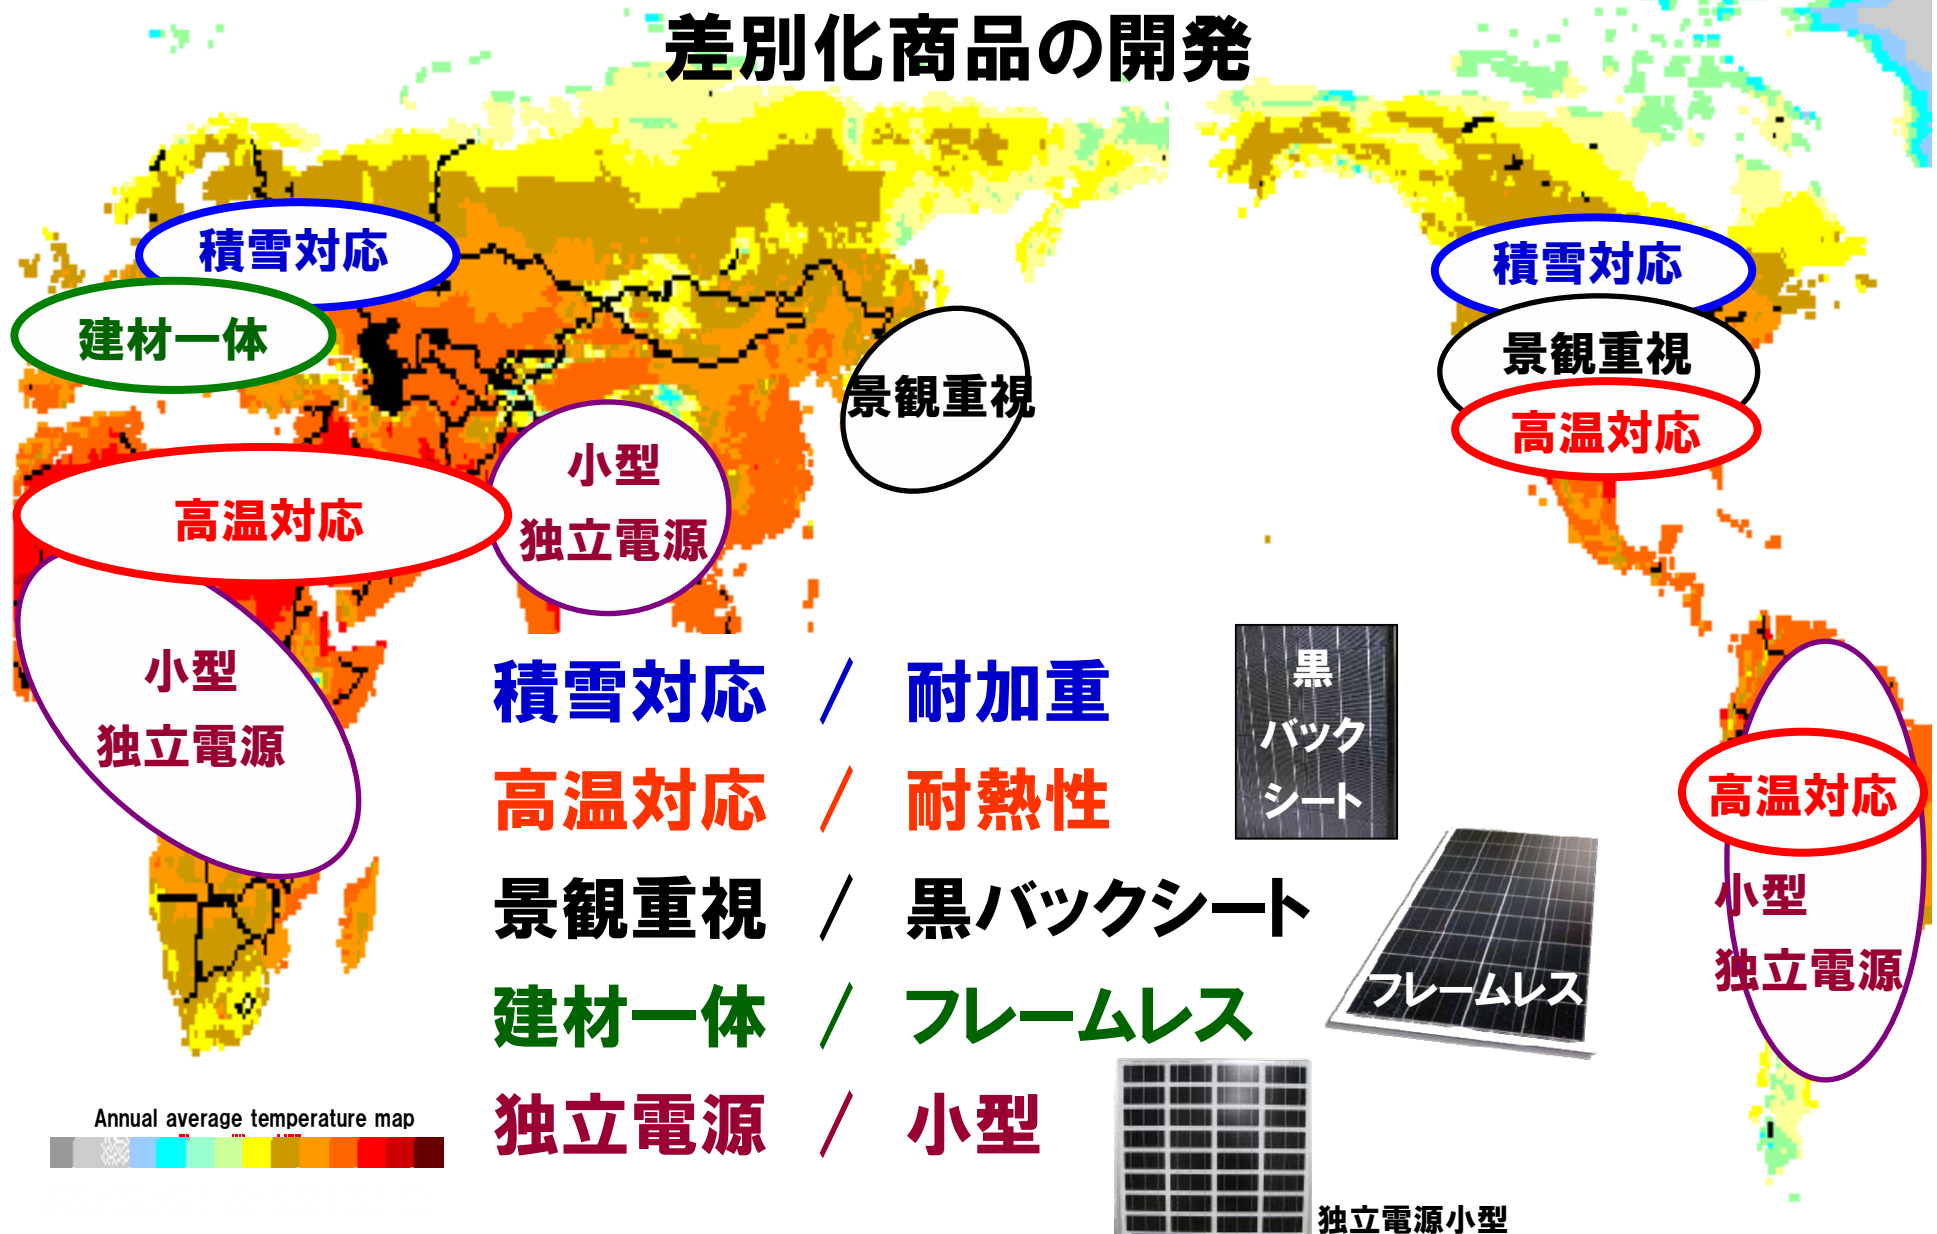 差別化商品の開発
積雪対応
建材一体
高温対応
小型
独立電源
小型
独立電源
景観重視
積雪対応
景観重視
高温対応
高温対応
小型
独立電源
積雪対応 / 耐加重
高温対応 / 耐熱性
景観重視 / 黒バックシート
建材一体 / フレームレス
独立電源 / 小型
黒
バック
シート
フレームレス
独立電源小型
Annual average temperature map